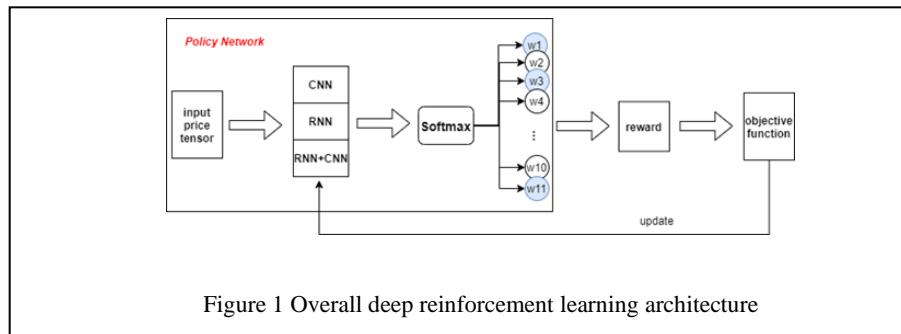 Policy Network
input
price
tensor
CNN
RNN
RNN+CNN
Softmax
w1
w2
w3
w4
...
w10
w11
reward
objective
function
update
Figure 1 Overall deep reinforcement learning architecture